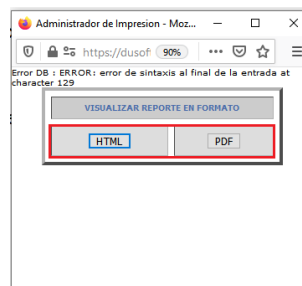 Administrador de Impresion - Moz...
https://dusof 90%
Error DB : ERROR: error de sintaxis al final de la entrada at
character 129
VISUALIZAR REPORTE EN FORMATO
HTML PDF